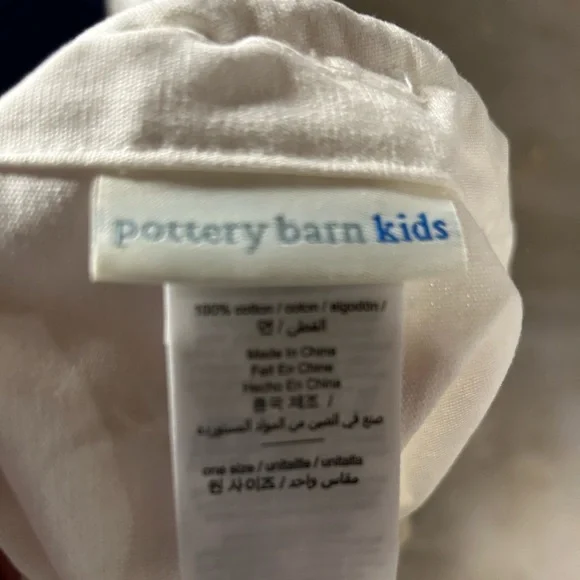 pottery barn kids
100% cotton / coton / algodón /
면 / القطن
Made In China
Fait En Chine
Hecho En China
중국 제조 /
صنع في الصين من المواد المستوردة
one size / unitaille / unitalla
원 사이즈 / مقاس واحد